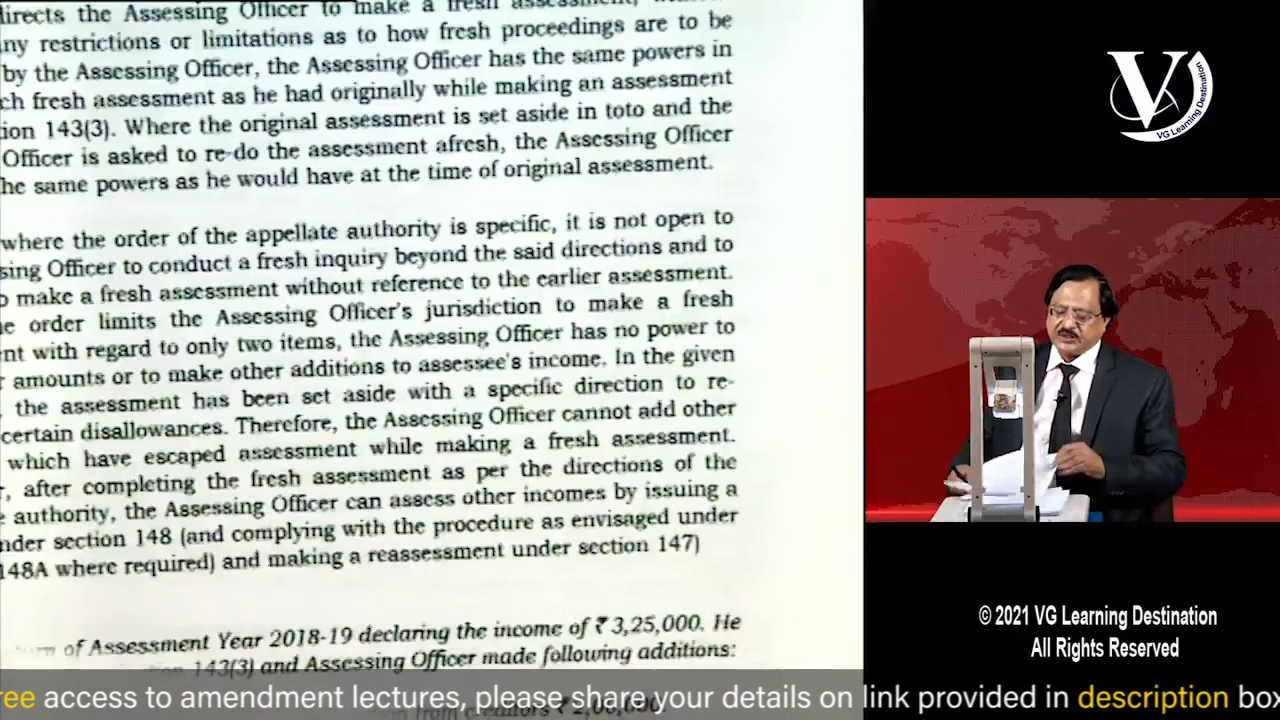 directs the Assessing Officer to make a fresh assessment,
ny restrictions or limitations as to how fresh proceedings are to be
by the Assessing Officer, the Assessing Officer has the same powers in
ch fresh assessment as he had originally while making an assessment
ion 143(3). Where the original assessment is set aside in toto and the
Officer is asked to re-do the assessment afresh, the Assessing Officer
he same powers as he would have at the time of original assessment.
where the order of the appellate authority is specific, it is not open to
sing Officer to conduct a fresh inquiry beyond the said directions and to
o make a fresh assessment without reference to the earlier assessment.
e order limits the Assessing Officer's jurisdiction to make a fresh
nt with regard to only two items, the Assessing Officer has no power to
r amounts or to make other additions to assessee's income. In the given
the assessment has been set aside with a specific direction to re-
certain disallowances. Therefore, the Assessing Officer cannot add other
which have escaped assessment while making a fresh assessment.
r, after completing the fresh assessment as per the directions of the
e authority, the Assessing Officer can assess other incomes by issuing a
nder section 148 (and complying with the procedure as envisaged under
148A where required) and making a reassessment under section 147)
of Assessment Year 2018-19 declaring the income of ₹ 3,25,000. He
143(3) and Assessing Officer made following additions:
V
VG Learning Destination
© 2021 VG Learning Destination
All Rights Reserved
ree access to amendment lectures, please share your details on link provided in description box